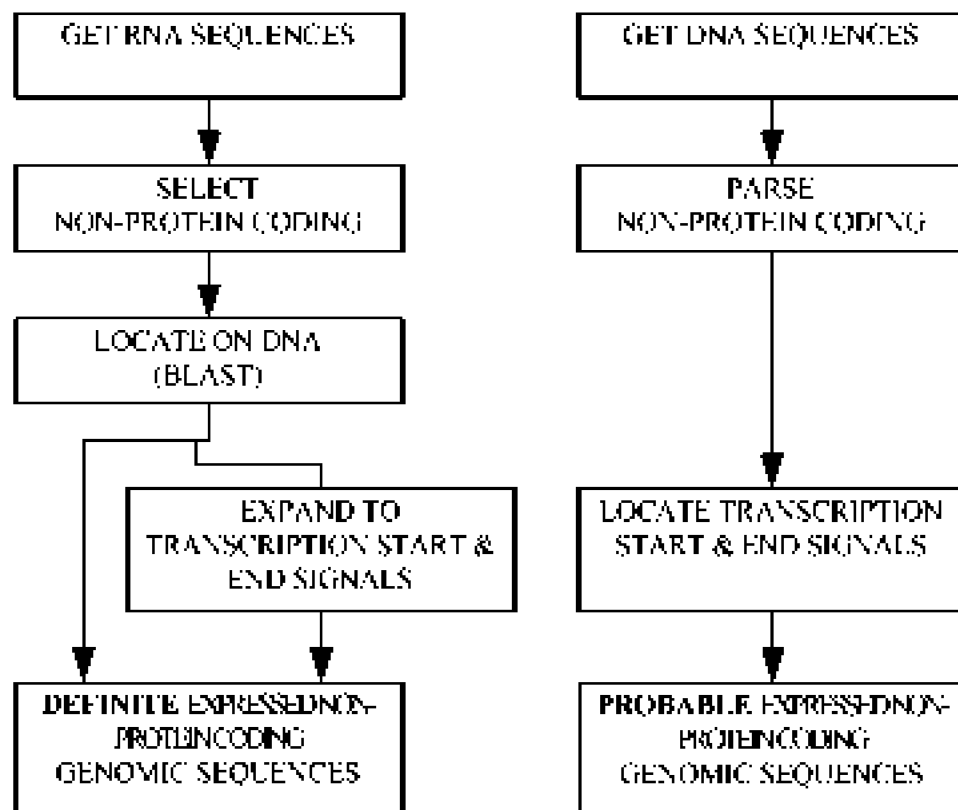 GET RNA SEQUENCES
SELECT
NON-PROTEIN CODING
LOCATE ON DNA
(BLAST)
EXPAND TO
TRANSCRIPTION START &
END SIGNALS
DEFINITE EXPRESSED NON-
PROTEIN CODING
GENOMIC SEQUENCES
GET DNA SEQUENCES
PARSE
NON-PROTEIN CODING
LOCATE TRANSCRIPTION
START & END SIGNALS
PROBABLE EXPRESSED NON-
PROTEIN CODING
GENOMIC SEQUENCES